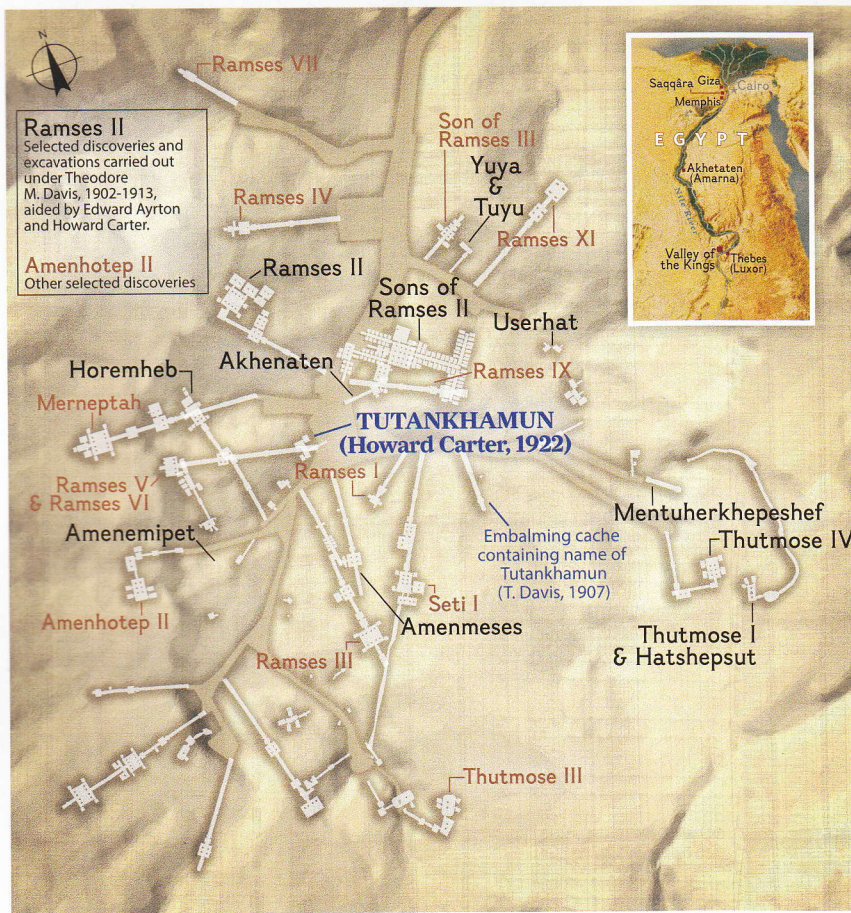 N
Ramses VII
Ramses II
Selected discoveries and
excavations carried out
under Theodore
M. Davis, 1902-1913,
aided by Edward Ayrton
and Howard Carter.
Amenhotep II
Other selected discoveries
Son of
Ramses III
Yuya
&
Tuyu
Ramses IV
Ramses XI
Saqqâra
Giza
Cairo
Memphis
EGYPT
Akhetaten
(Amarna)
Nile River
Valley of
the Kings
Thebes
(Luxor)
Ramses II
Sons of
Ramses II
Userhat
Akhenaten
Horemheb
Ramses IX
Merneptah
TUTANKHAMUN
(Howard Carter, 1922)
Ramses I
Ramses V
& Ramses VI
Mentuherkhepeshef
Amenemipet
Embalming cache
containing name of
Tutankhamun
(T. Davis, 1907)
Thutmose IV
Amenhotep II
Seti I
Amenmeses
Thutmose I
& Hatshepsut
Ramses III
Thutmose III